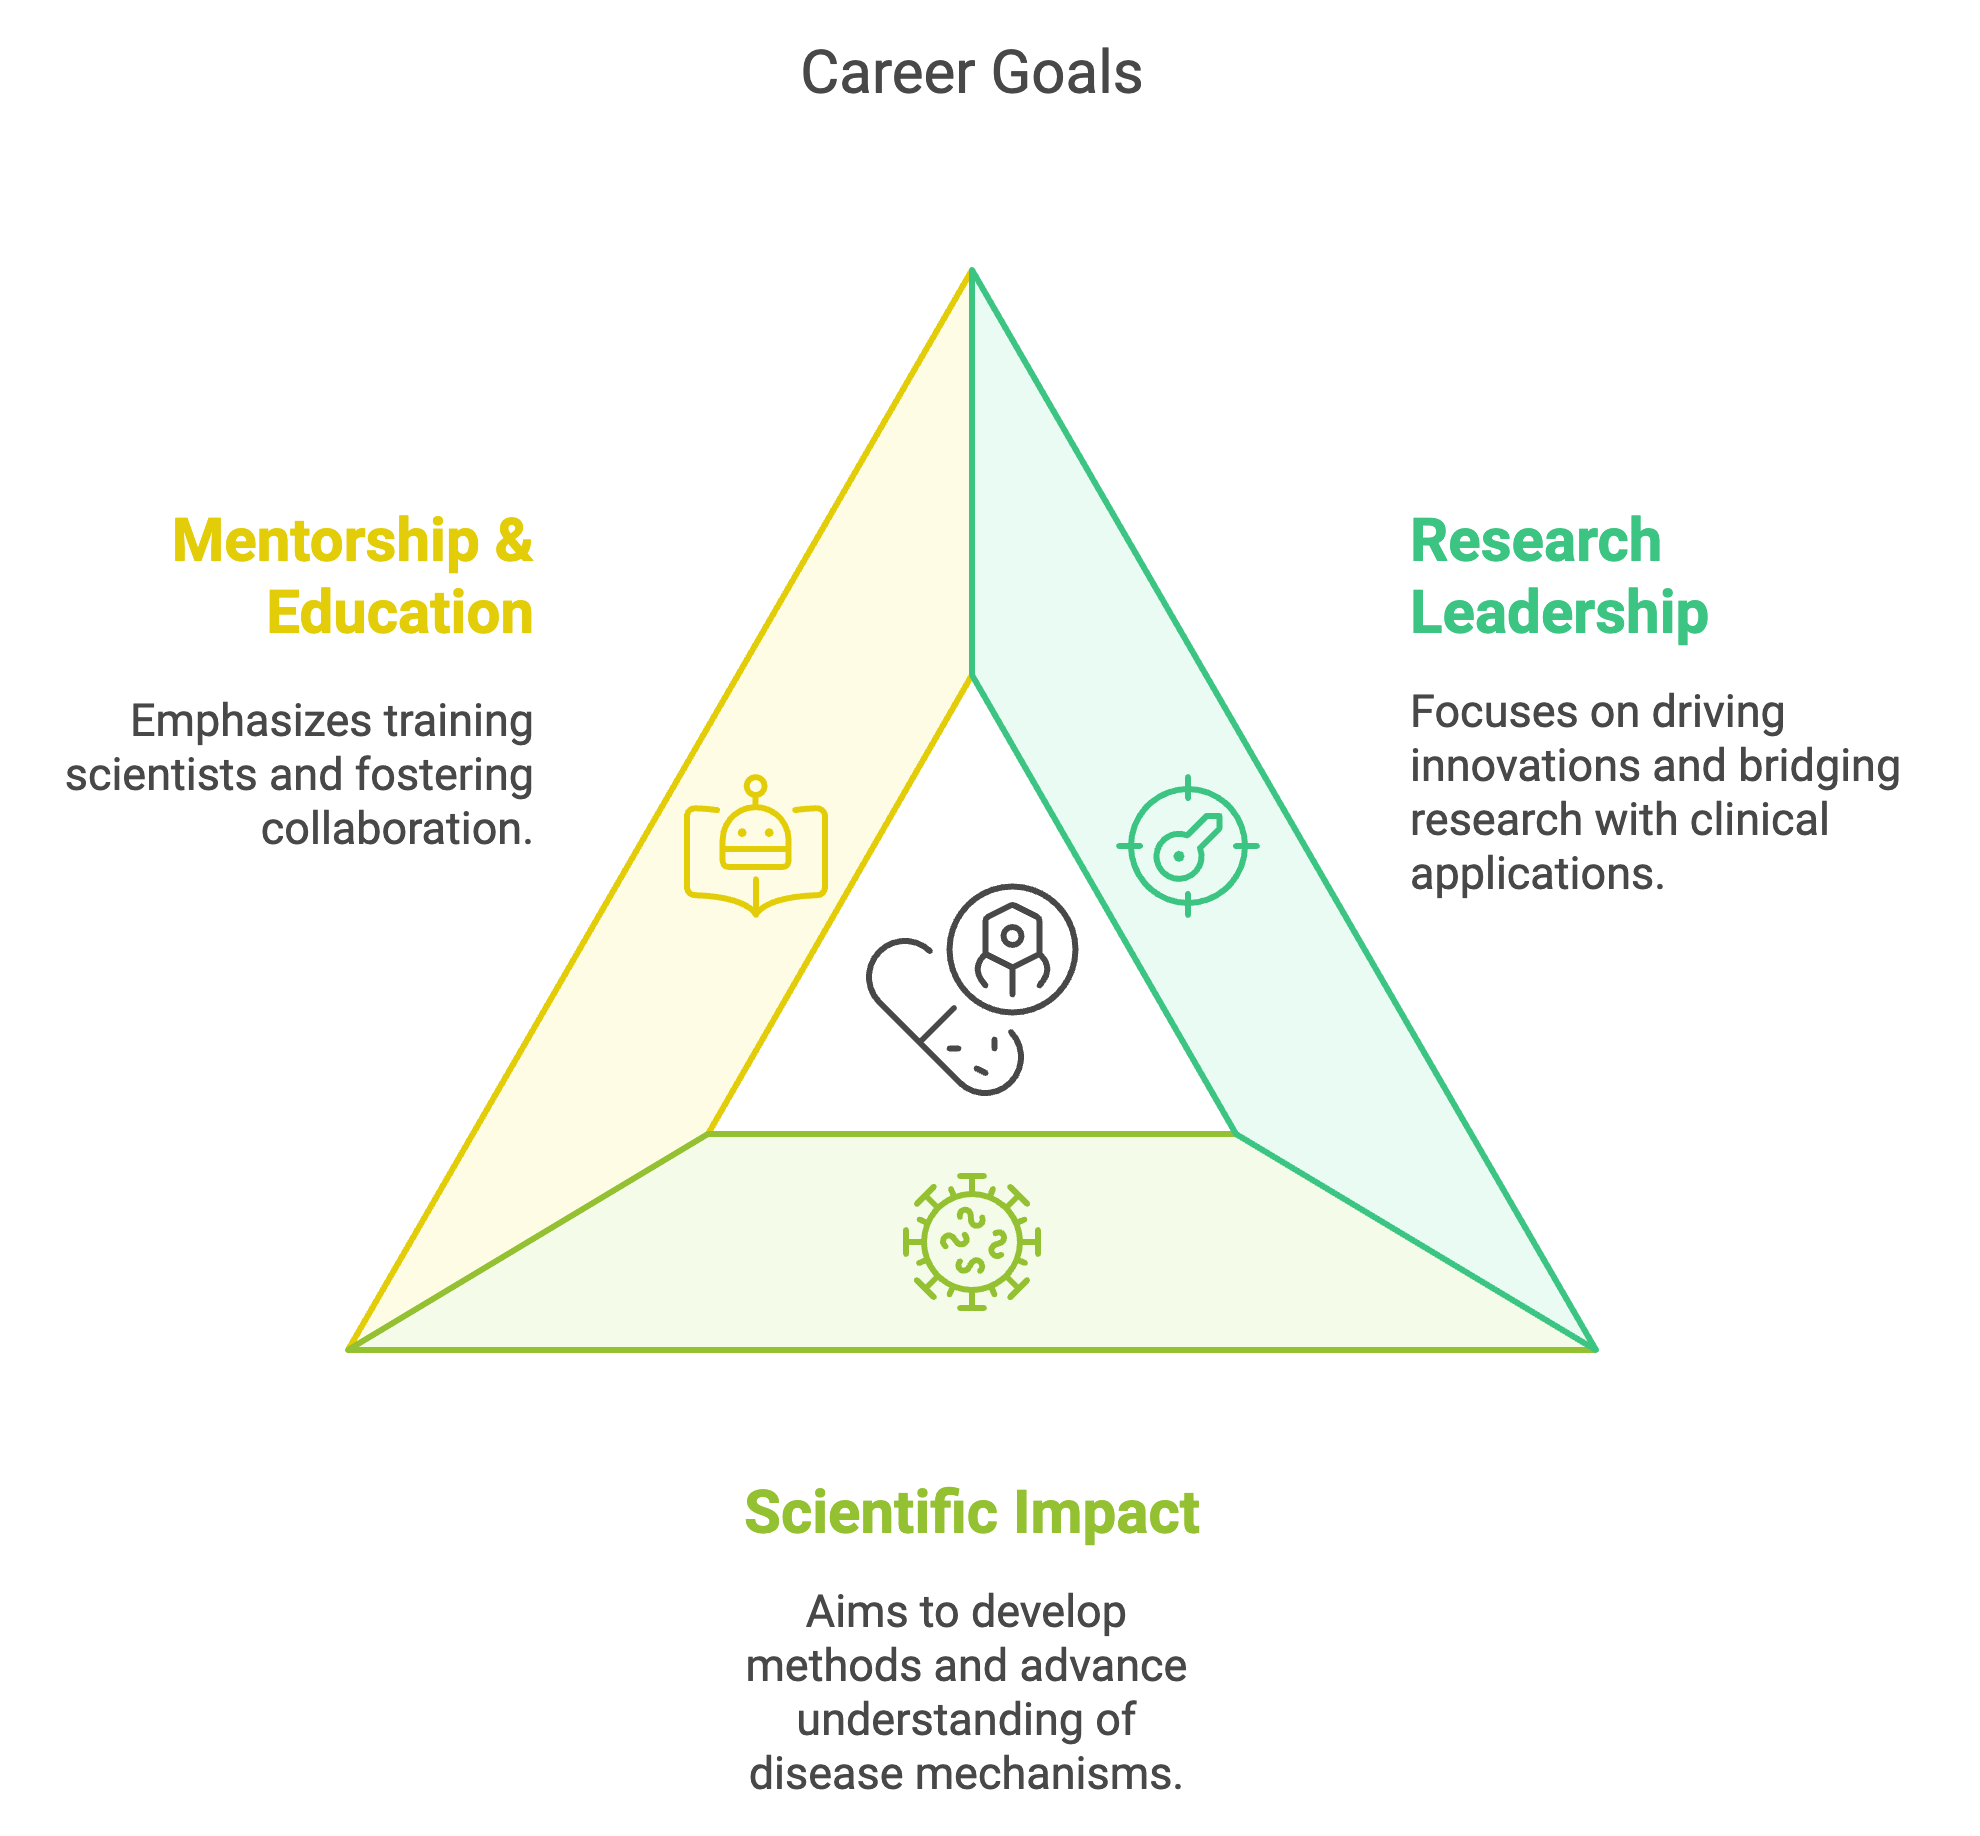 Career Goals
Mentorship &
Education
Emphasizes training
scientists and fostering
collaboration.
Research
Leadership
Focuses on driving
innovations and bridging
research with clinical
applications.
Scientific Impact
Aims to develop
methods and advance
understanding of
disease mechanisms.